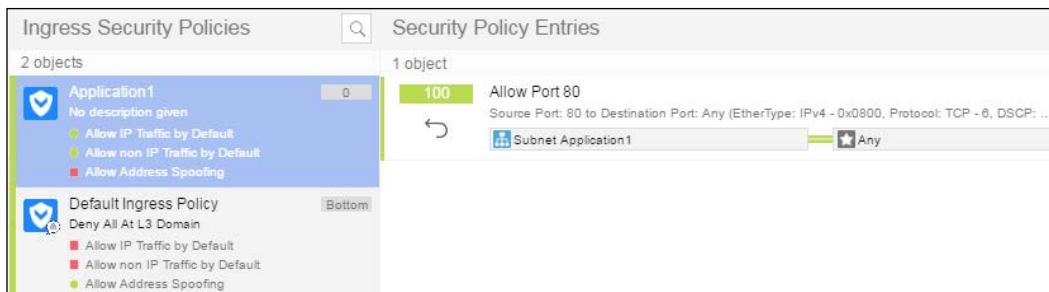 Ingress Security Policies
2 objects
Application1
0
No description given
Allow IP Traffic by Default
Allow non IP Traffic by Default
Allow Address Spoofing
Default Ingress Policy
Bottom
Deny All At L3 Domain
Allow IP Traffic by Default
Allow non IP Traffic by Default
Allow Address Spoofing
Security Policy Entries
1 object
100
Allow Port 80
Source Port: 80 to Destination Port: Any (EtherType: IPv4 - 0x0800, Protocol: TCP - 6, DSCP: ...
Subnet Application1
Any